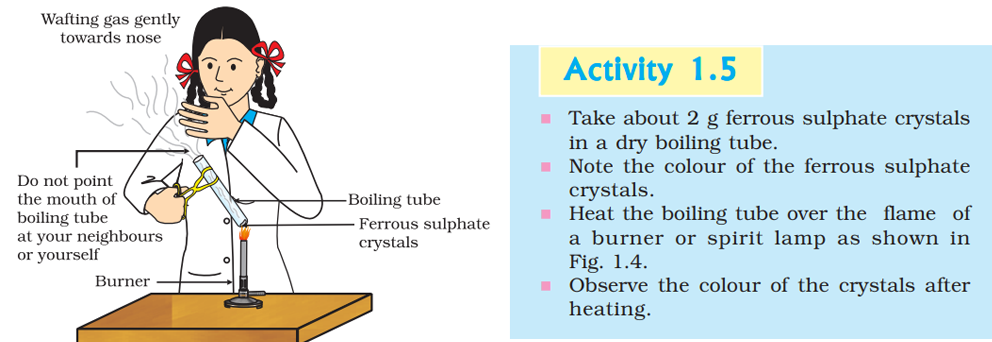 Wafting gas gently
towards nose
Do not point
the mouth of
boiling tube
at your neighbours
or yourself
Boiling tube
Ferrous sulphate
crystals
Burner
Activity 1.5
Take about 2 g ferrous sulphate crystals
in a dry boiling tube.
Note the colour of the ferrous sulphate
crystals.
Heat the boiling tube over the flame of
a burner or spirit lamp as shown in
Fig. 1.4.
Observe the colour of the crystals after
heating.